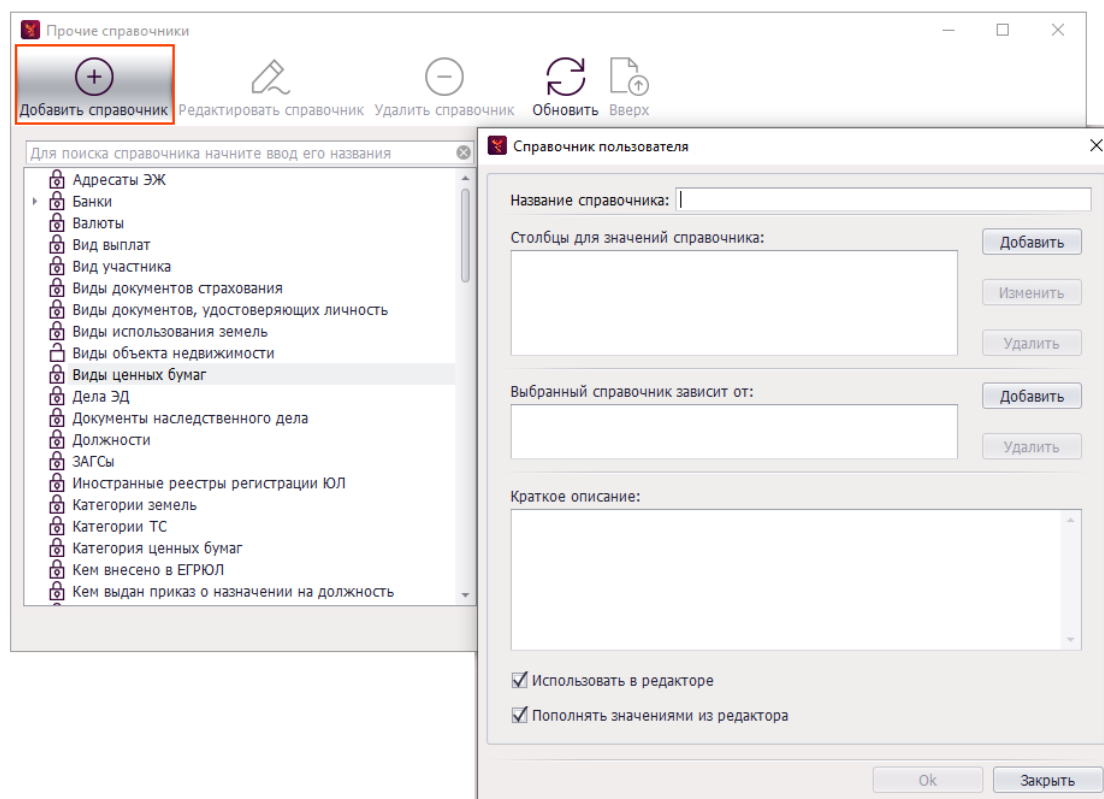 Прочие справочники
Добавить справочник
Редактировать справочник
Удалить справочник
Обновить
Вверх
Для поиска справочника начните ввод его названия
Адресаты ЭЖ
Банки
Валюты
Вид выплат
Вид участника
Виды документов страхования
Виды документов, удостоверяющих личность
Виды использования земель
Виды объекта недвижимости
Виды ценных бумаг
Дела ЭД
Документы наследственного дела
Должности
ЗАГСы
Иностранные реестры регистрации ЮЛ
Категории земель
Категории ТС
Категория ценных бумаг
Кем внесено в ЕГРЮЛ
Кем выдан приказ о назначении на должность
Справочник пользователя
Название справочника:
Столбцы для значений справочника:
Добавить
Изменить
Удалить
Выбранный справочник зависит от:
Добавить
Удалить
Краткое описание:
Использовать в редакторе
Пополнять значениями из редактора
Ok
Закрыть